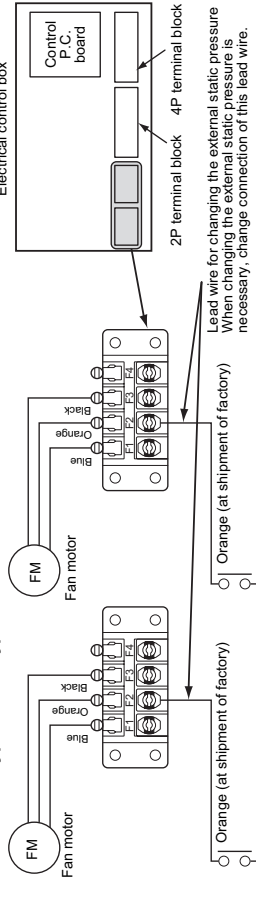 Electrical control box
Control
P.C.
board
2P terminal block
4P terminal block
FM
Fan motor
Blue
Orange
Black
F1
F2
F3
F4
Orange (at shipment of factory)
FM
Fan motor
Blue
Orange
Black
F1
F2
F3
F4
Orange (at shipment of factory)
Lead wire for changing the external static pressure
When changing the external static pressure is
necessary, change connection of this lead wire.